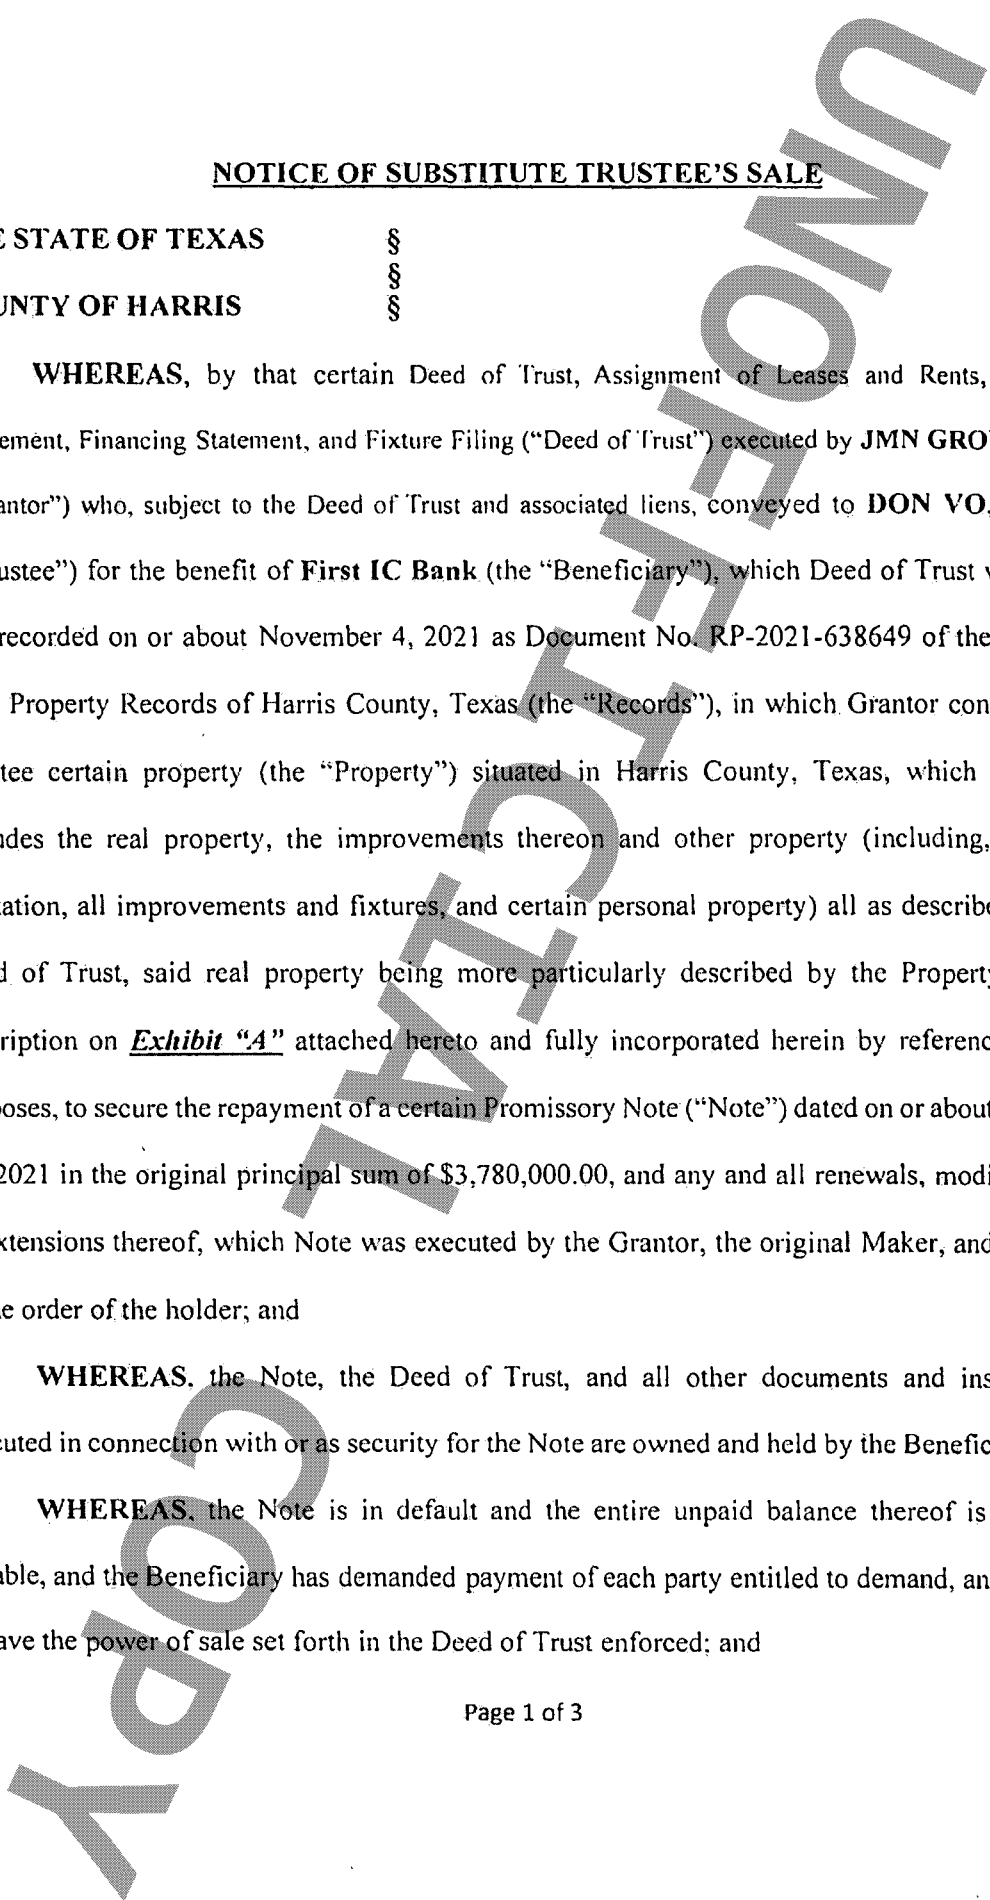 NOTICE OF SUBSTITUTE TRUSTEE'S SALE
E STATE OF TEXAS §
§
UNTY OF HARRIS §
WHEREAS, by that certain Deed of Trust, Assignment of Leases and Rents,
ement, Financing Statement, and Fixture Filing ("Deed of Trust") executed by JMN GRO
antor") who, subject to the Deed of Trust and associated liens, conveyed to DON VO,
ustee") for the benefit of First IC Bank (the "Beneficiary"), which Deed of Trust
recorded on or about November 4, 2021 as Document No. RP-2021-638649 of the
Property Records of Harris County, Texas (the "Records"), in which Grantor con
tee certain property (the "Property") situated in Harris County, Texas, which
udes the real property, the improvements thereon and other property (including,
ation, all improvements and fixtures, and certain personal property) all as describe
d of Trust, said real property being more particularly described by the Property
ription on Exhibit "A" attached hereto and fully incorporated herein by referenc
oses, to secure the repayment of a certain Promissory Note ("Note") dated on or about
2021 in the original principal sum of $3,780,000.00, and any and all renewals, modi
xtensions thereof, which Note was executed by the Grantor, the original Maker, and
e order of the holder; and
WHEREAS, the Note, the Deed of Trust, and all other documents and ins
cuted in connection with or as security for the Note are owned and held by the Benefic
WHEREAS, the Note is in default and the entire unpaid balance thereof is
able, and the Beneficiary has demanded payment of each party entitled to demand, an
ave the power of sale set forth in the Deed of Trust enforced; and
Page 1 of 3
UNOFFICIAL COPY